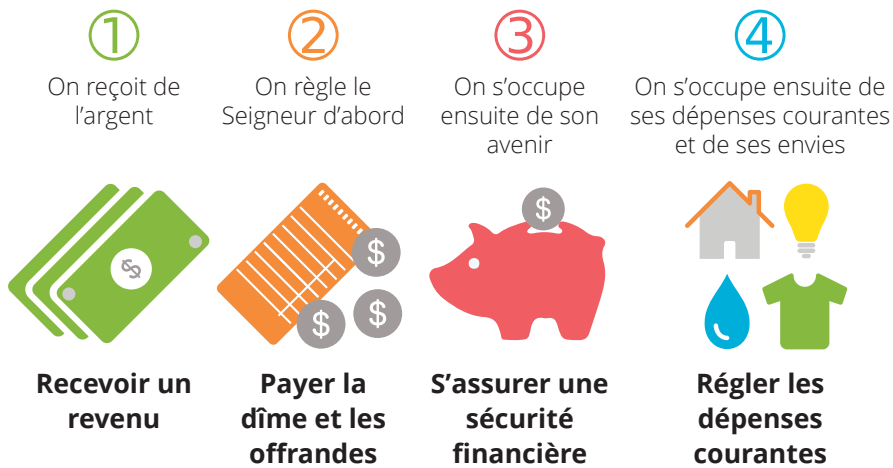 1
On reçoit de
l’argent
2
On règle le
Seigneur d’abord
3
On s’occupe
ensuite de son
avenir
4
On s’occupe ensuite de
ses dépenses courantes
et de ses envies
$
$
$
$
$
Recevoir un
revenu
Payer la
dîme et les
offrandes
S’assurer une
sécurité
financière
Régler les
dépenses
courantes